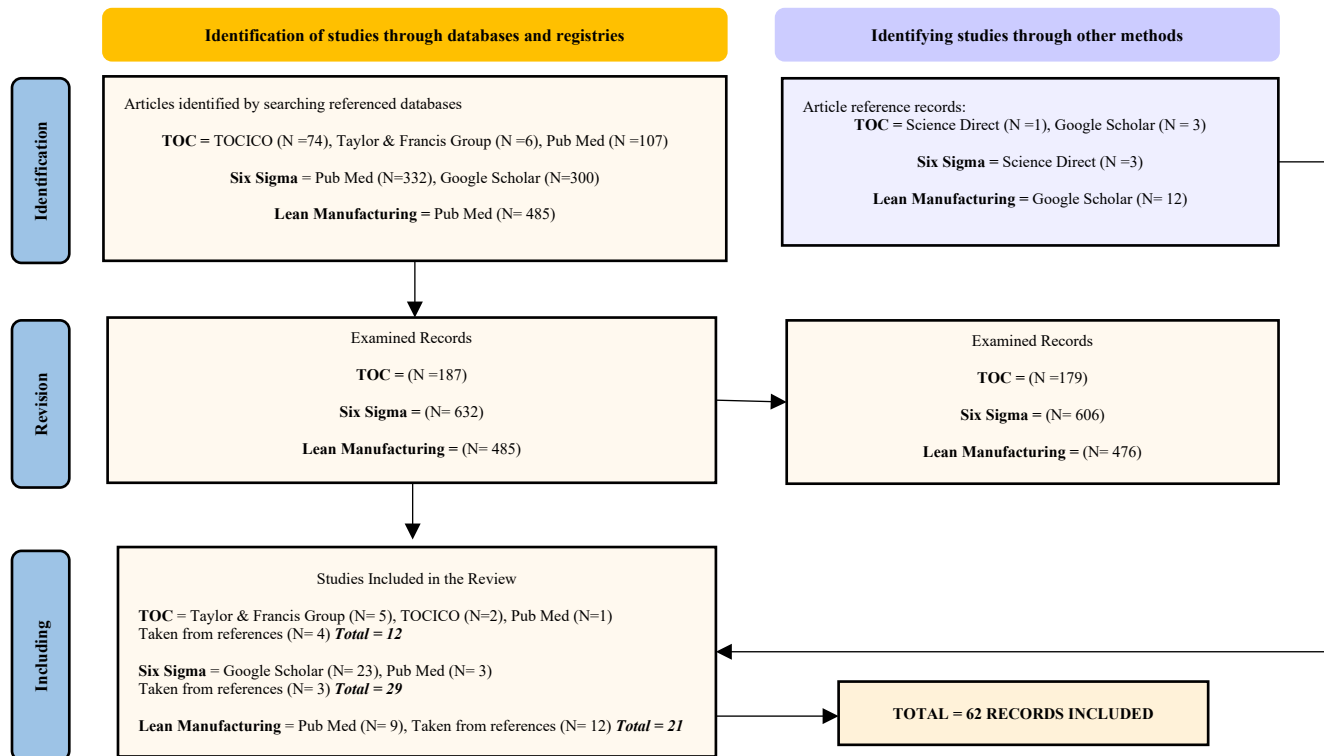 Identification of studies through databases and registries
Identifying studies through other methods
Identification
Articles identified by searching referenced databases
TOC = TOCICO (N =74), Taylor & Francis Group (N =6), Pub Med (N =107)
Six Sigma = Pub Med (N=332), Google Scholar (N=300)
Lean Manufacturing = Pub Med (N= 485)
Article reference records:
TOC = Science Direct (N =1), Google Scholar (N = 3)
Six Sigma = Science Direct (N =3)
Lean Manufacturing = Google Scholar (N= 12)
Revision
Examined Records
TOC = (N =187)
Six Sigma = (N= 632)
Lean Manufacturing = (N= 485)
Examined Records
TOC = (N =179)
Six Sigma = (N= 606)
Lean Manufacturing = (N= 476)
Including
Studies Included in the Review
TOC = Taylor & Francis Group (N= 5), TOCICO (N=2), Pub Med (N=1)
Taken from references (N= 4) Total = 12
Six Sigma = Google Scholar (N= 23), Pub Med (N= 3)
Taken from references (N= 3) Total = 29
Lean Manufacturing = Pub Med (N= 9), Taken from references (N= 12) Total = 21
TOTAL = 62 RECORDS INCLUDED